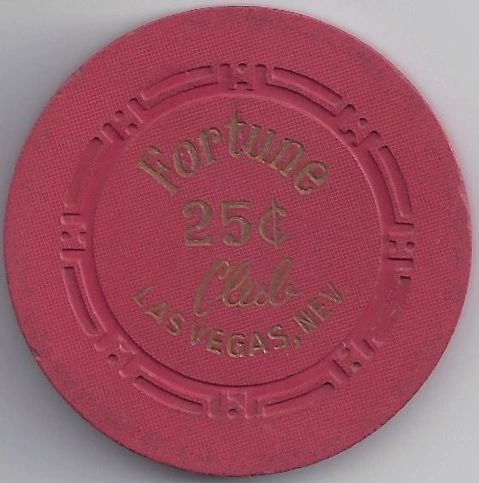 Fortune
25¢
Club
LAS VEGAS, NEV